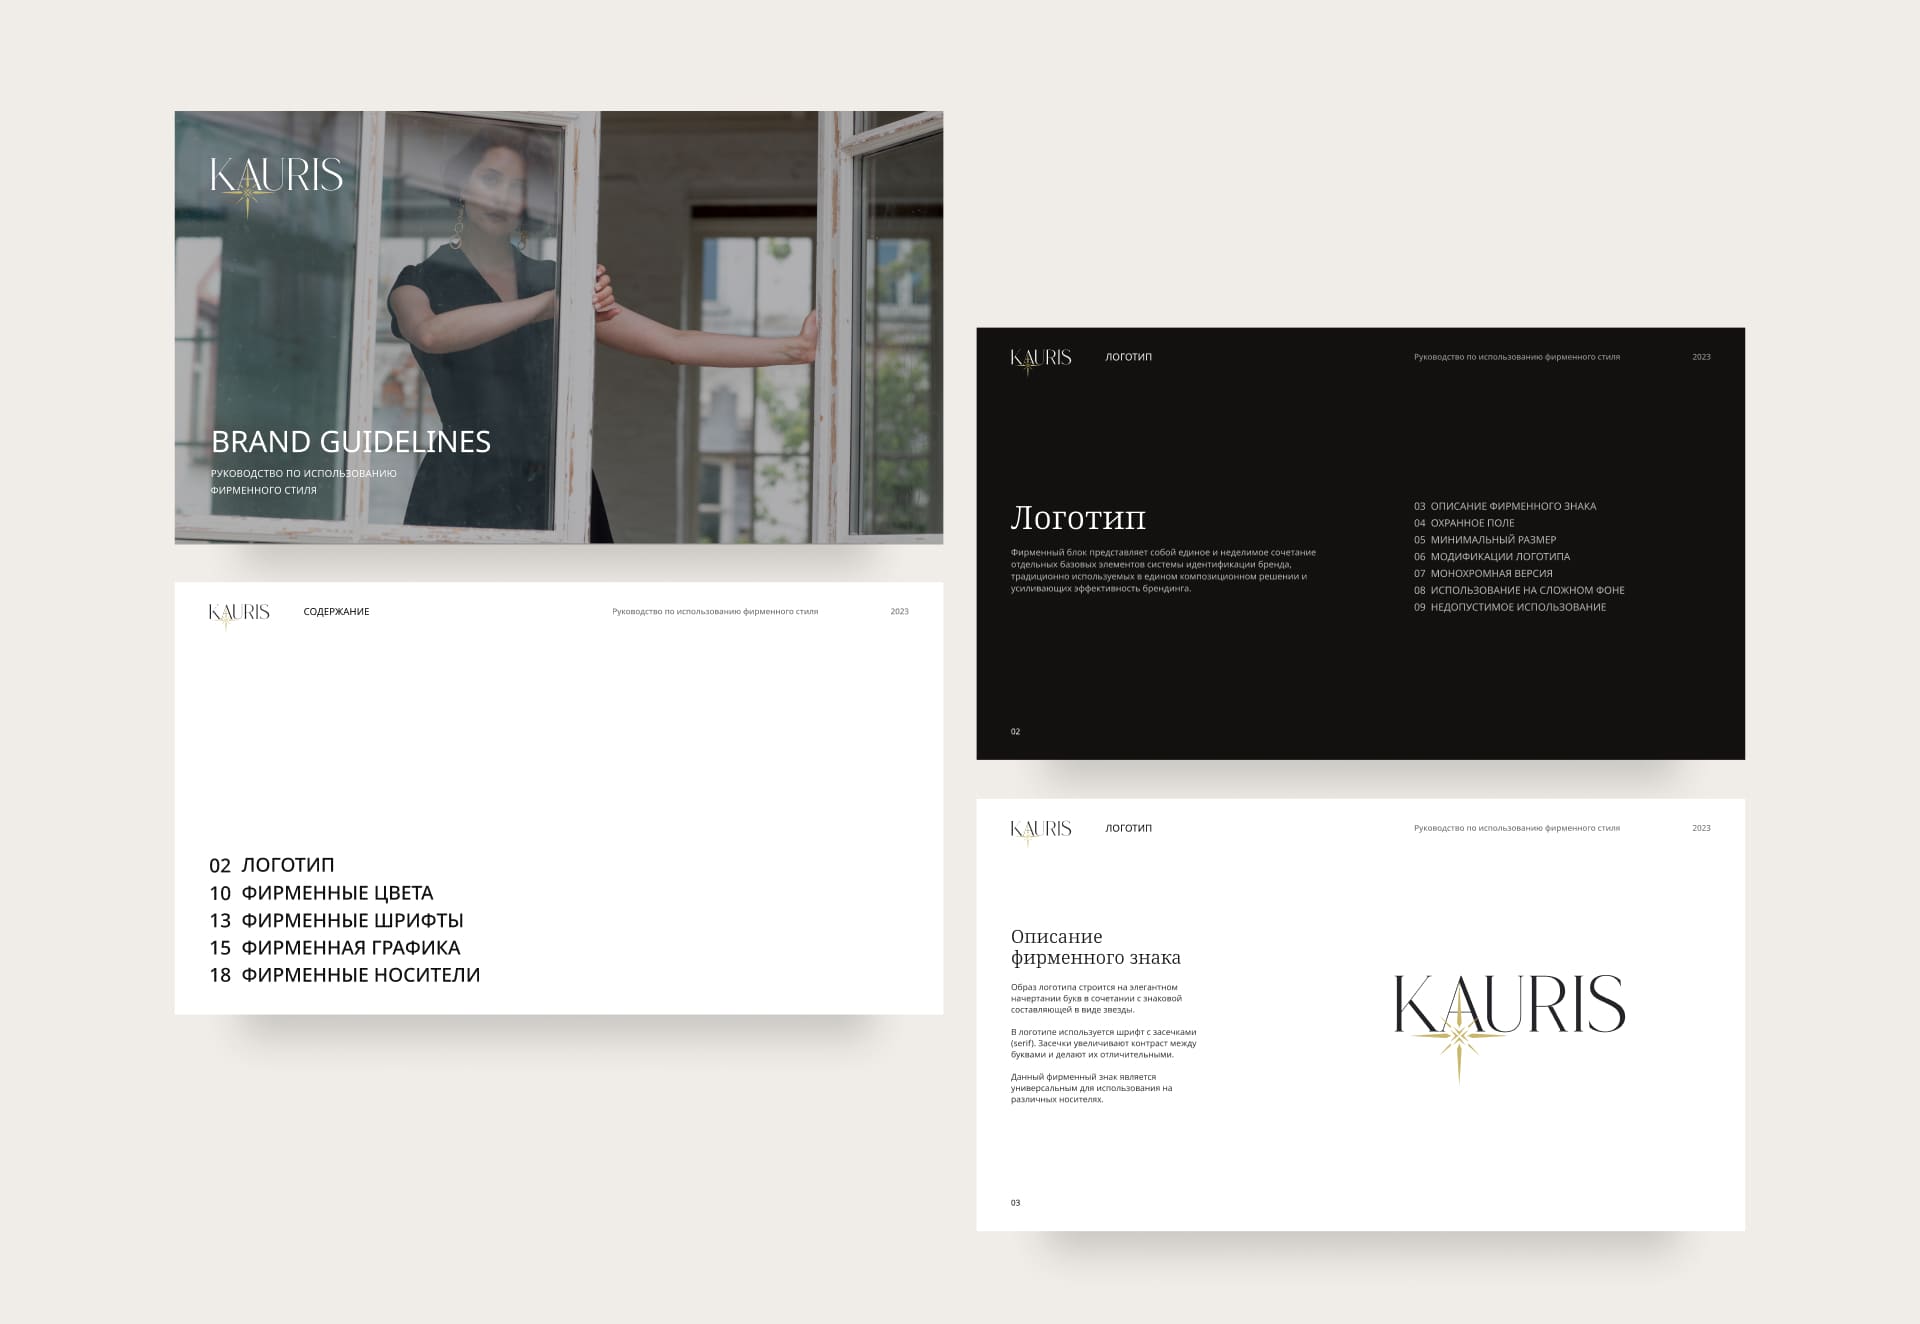 KAURIS
BRAND GUIDELINES
РУКОВОДСТВО ПО ИСПОЛЬЗОВАНИЮ
ФИРМЕННОГО СТИЛЯ
KAURIS СОДЕРЖАНИЕ Руководство по использованию фирменного стиля 2023
02 ЛОГОТИП
10 ФИРМЕННЫЕ ЦВЕТА
13 ФИРМЕННЫЕ ШРИФТЫ
15 ФИРМЕННАЯ ГРАФИКА
18 ФИРМЕННЫЕ НОСИТЕЛИ
KAURIS ЛОГОТИП Руководство по использованию фирменного стиля 2023
Логотип
Фирменный блок представляет собой единое и неделимое сочетание
отдельных базовых элементов системы идентификации бренда,
традиционно используемых в едином композиционном решении и
усиливающих эффективность брендинга.
03 ОПИСАНИЕ ФИРМЕННОГО ЗНАКА
04 ОХРАННОЕ ПОЛЕ
05 МИНИМАЛЬНЫЙ РАЗМЕР
06 МОДИФИКАЦИИ ЛОГОТИПА
07 МОНОХРОМНАЯ ВЕРСИЯ
08 ИСПОЛЬЗОВАНИЕ НА СЛОЖНОМ ФОНЕ
09 НЕДОПУСТИМОЕ ИСПОЛЬЗОВАНИЕ
02
KAURIS ЛОГОТИП Руководство по использованию фирменного стиля 2023
Описание
фирменного знака
Образ логотипа строится на элегантном
начертании букв в сочетании с знаковой
составляющей в виде звезды.
В логотипе используется шрифт с засечками
(serif). Засечки увеличивают контраст между
буквами и делают их отличительными.
Данный фирменный знак является
универсальным для использования на
различных носителях.
KAURIS
03